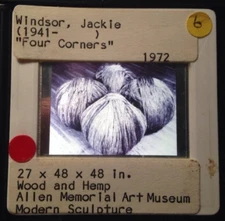 Windsor, Jackie
(1941-     )
"Four Corners"
1972
6
27 x 48 x 48 in.
Wood and Hemp
Allen Memorial Art Museum
Modern Sculpture